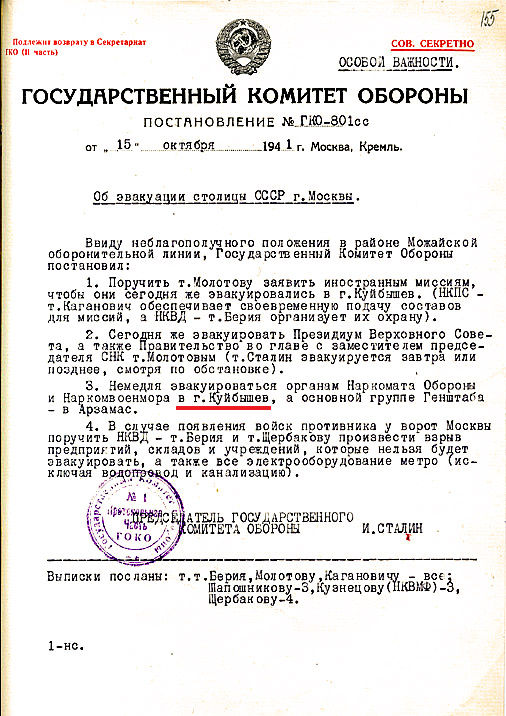 155
Подлежит возврату в Секретариат
ГКО (II часть)
СОВ. СЕКРЕТНО
ОСОБОЙ ВАЖНОСТИ.
ГОСУДАРСТВЕННЫЙ КОМИТЕТ ОБОРОНЫ
ПОСТАНОВЛЕНИЕ № ГКО-801сс
от „ 15 " октября 1941 г. Москва, Кремль.
Об эвакуации столицы СССР г.Москвы.
Ввиду неблагополучного положения в районе Можайской
оборонительной линии, Государственный Комитет Обороны
постановил:
1. Поручить т.Молотову заявить иностранным миссиям,
чтобы они сегодня же эвакуировались в г.Куйбышев. (НКПС -
т.Каганович обеспечивает своевременную подачу составов
для миссий, а НКВД - т.Берия организует их охрану).
2. Сегодня же эвакуировать Президиум Верховного Сове-
та, а также Правительство во главе с заместителем предсе-
дателя СНК т.Молотовым (т.Сталин эвакуируется завтра или
позднее, смотря по обстановке).
3. Немедля эвакуироваться органам Наркомата Обороны
и Наркомвоенмора в г.Куйбышев, а основной группе Генштаба
- в Арзамас.
4. В случае появления войск противника у ворот Москвы
поручить НКВД - т.Берия и т.Щербакову произвести взрыв
предприятий, складов и учреждений, которые нельзя будет
эвакуировать, а также все электрооборудование метро (ис-
ключая водопровод и канализацию).
№ 1
Протокольная
часть
ГОКО
ПРЕДСЕДАТЕЛЬ ГОСУДАРСТВЕННОГО
КОМИТЕТА ОБОРОНЫ И.СТАЛИН
Выписки посланы: т.т.Берия,Молотову,Кагановичу - все;
Шапошникову-3,Кузнецову(НКВМФ)-3,
Щербакову-4.
1-нс.